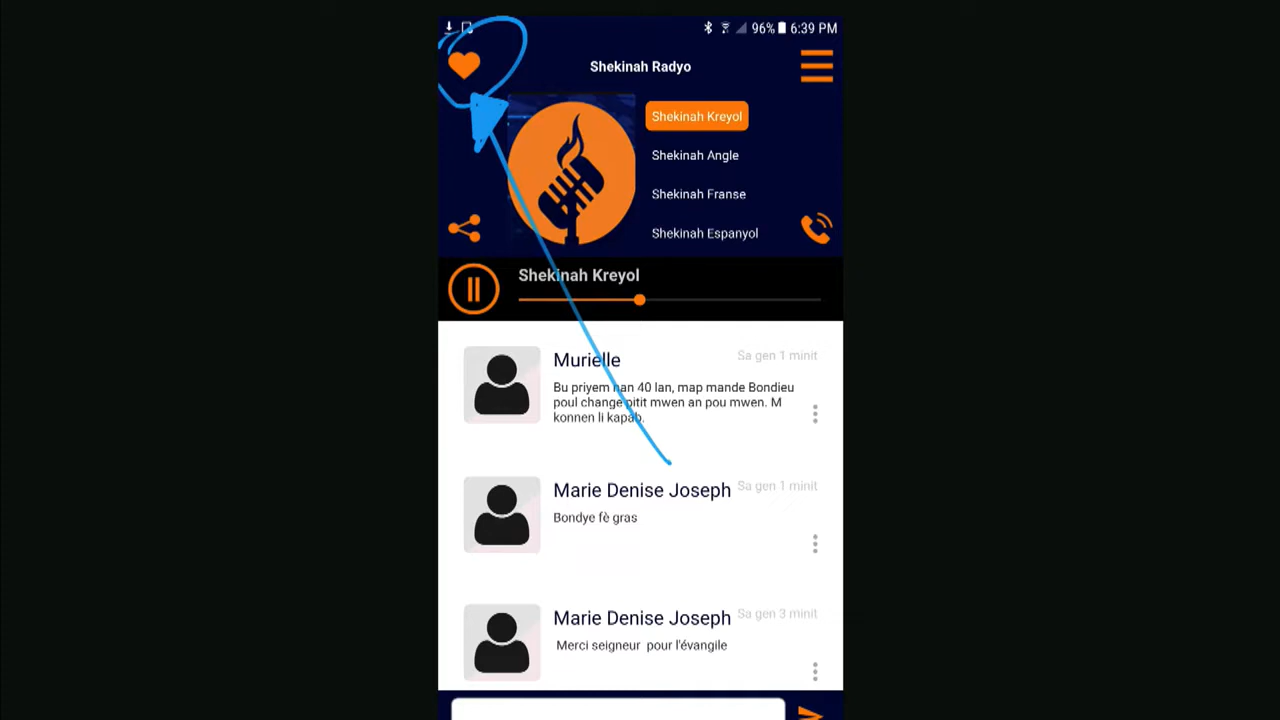 96% 6:39 PM
Shekinah Radyo
Shekinah Kreyol
Shekinah Angle
Shekinah Franse
Shekinah Espanyol
Shekinah Kreyol
Murielle
Sa gen 1 minit
Bu priyem nan 40 lan, map mande Bondieu
poul change pitit mwen an pou mwen. M
konnen li kapab.
Marie Denise Joseph
Sa gen 1 minit
Bondye fè gras
Marie Denise Joseph
Sa gen 3 minit
Merci seigneur pour l'évangile